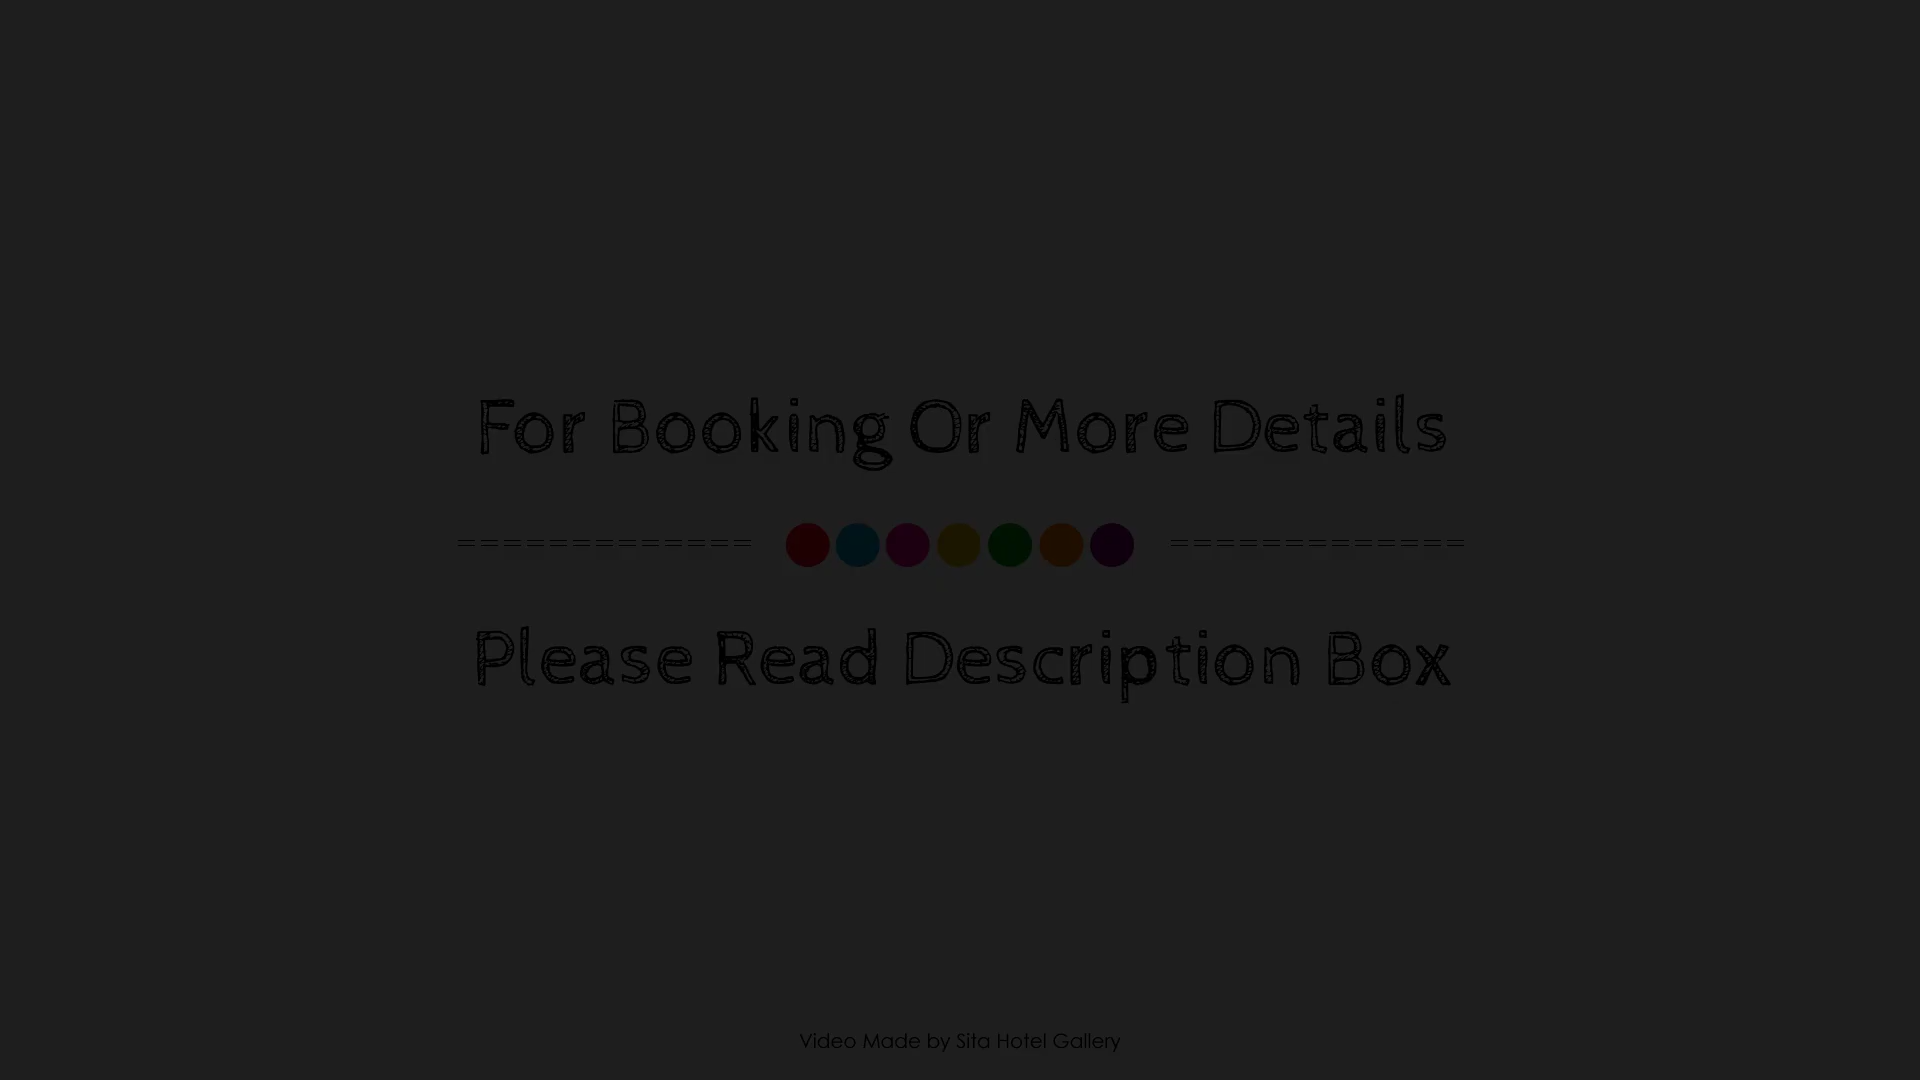 For Booking Or More Details
============= =============
Please Read Description Box
Video Made by Sita Hotel Gallery